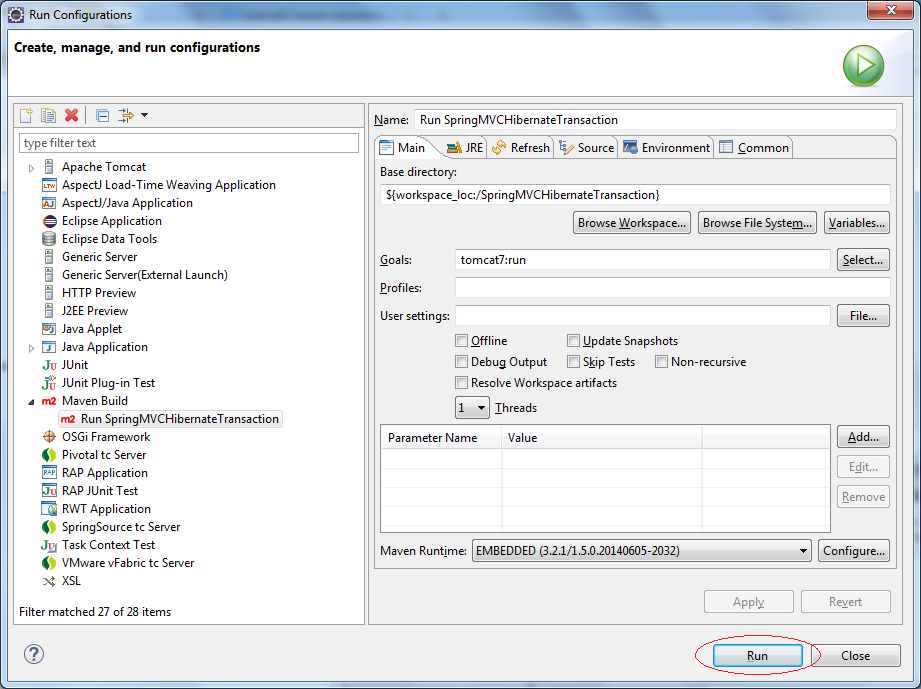 Run Configurations
Create, manage, and run configurations
type filter text
Apache Tomcat
AspectJ Load-Time Weaving Application
AspectJ/Java Application
Eclipse Application
Eclipse Data Tools
Generic Server
Generic Server(External Launch)
HTTP Preview
J2EE Preview
Java Applet
Java Application
JUnit
JUnit Plug-in Test
Maven Build
Run SpringMVCHibernateTransaction
OSGi Framework
Pivotal tc Server
RAP Application
RAP JUnit Test
RWT Application
SpringSource tc Server
Task Context Test
VMware vFabric tc Server
XSL
Filter matched 27 of 28 items
Name: Run SpringMVCHibernateTransaction
Main JRE Refresh Source Environment Common
Base directory:
${workspace_loc:/SpringMVCHibernateTransaction}
Browse Workspace... Browse File System... Variables...
Goals: tomcat7:run Select...
Profiles:
User settings: File...
Offline Update Snapshots
Debug Output Skip Tests Non-recursive
Resolve Workspace artifacts
1 Threads
Parameter Name Value Add...
Edit...
Remove
Maven Runtime: EMBEDDED (3.2.1/1.5.0.20140605-2032) Configure...
Apply Revert
Run Close